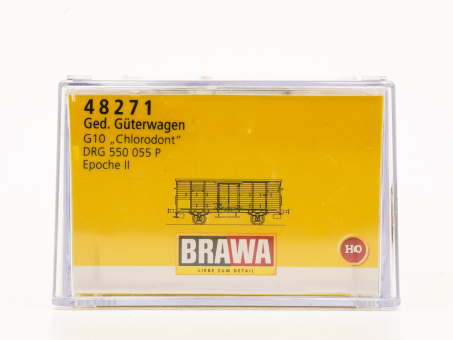 48271
Ged. Güterwagen
G10 „Chlorodont“
DRG 550 055 P
Epoche II
BRAWA
LIEBE ZUM DETAIL
H0